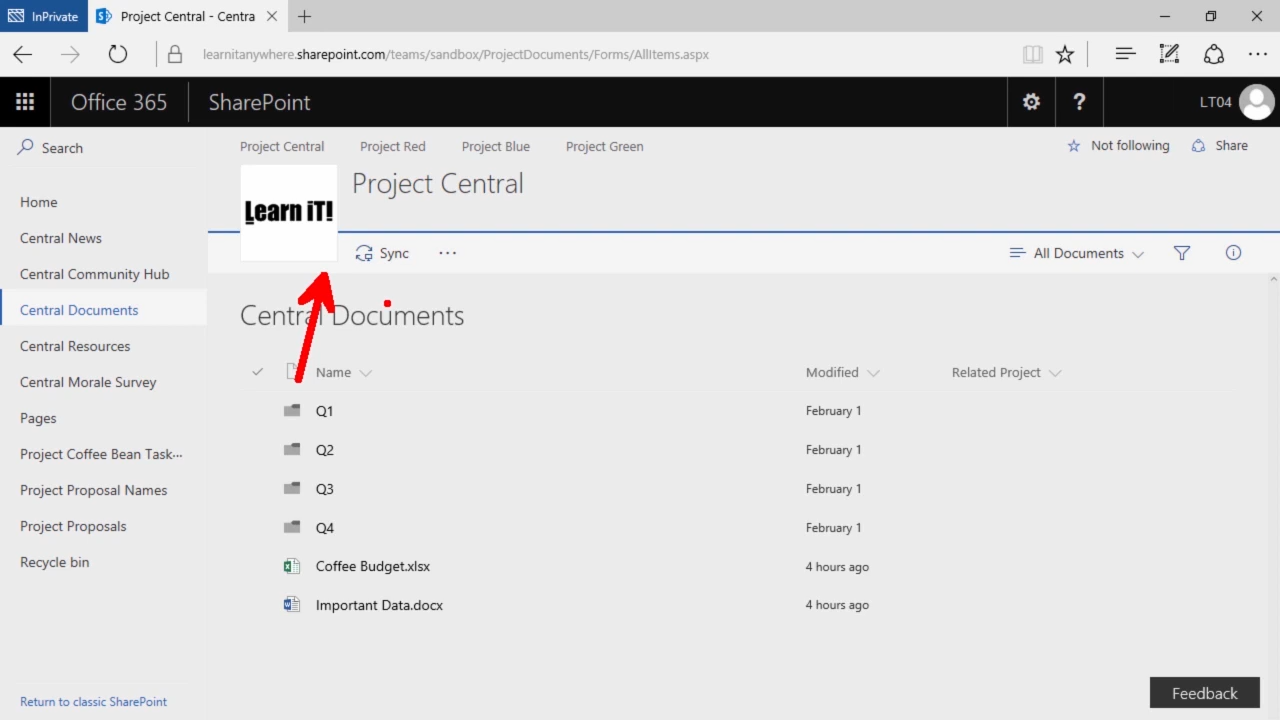 InPrivate Project Central - Centra
learnitanywhere.sharepoint.com/teams/sandbox/ProjectDocuments/Forms/AllItems.aspx
Office 365 SharePoint ? LT04
Search
Project Central Project Red Project Blue Project Green Not following Share
Learn iT!
Project Central
Sync ··· All Documents
Home
Central News
Central Community Hub
Central Documents
Central Resources
Central Morale Survey
Pages
Project Coffee Bean Task···
Project Proposal Names
Project Proposals
Recycle bin
Return to classic SharePoint
Central Documents
Name Modified Related Project
Q1 February 1
Q2 February 1
Q3 February 1
Q4 February 1
Coffee Budget.xlsx 4 hours ago
Important Data.docx 4 hours ago
Feedback